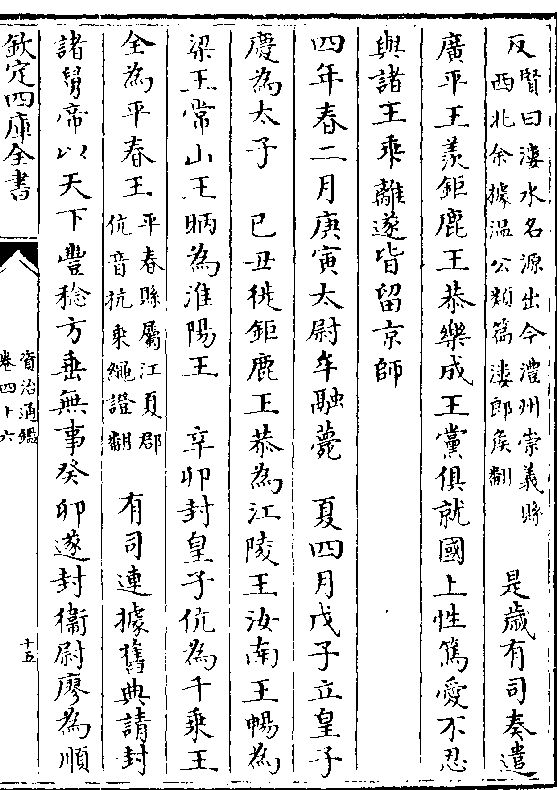 反賢曰漊水名源出今澧州崇義縣
西北余據温公類篇漊郎矦翻
是歳有司奏遣
廣平王羡鉅鹿王恭樂成王黨俱就國上性篤愛不忍
與諸王乖離遂皆留京師
四年春二月庚寅太尉牟融薨　夏四月戊子立皇子
慶為太子　已丑徙鉅鹿王恭為江陵王汝南王暢為
梁王常山王昞為淮陽王　辛卯封皇子伉為千乘王
全為平春王
平春縣屬江夏郡
伉音抗乘繩證翻
有司連據舊典請封
諸舅帝以天下豐稔方垂無事癸卯遂封衞尉廖為順
欽定四庫全書
資治通鑑
卷四十六
十五